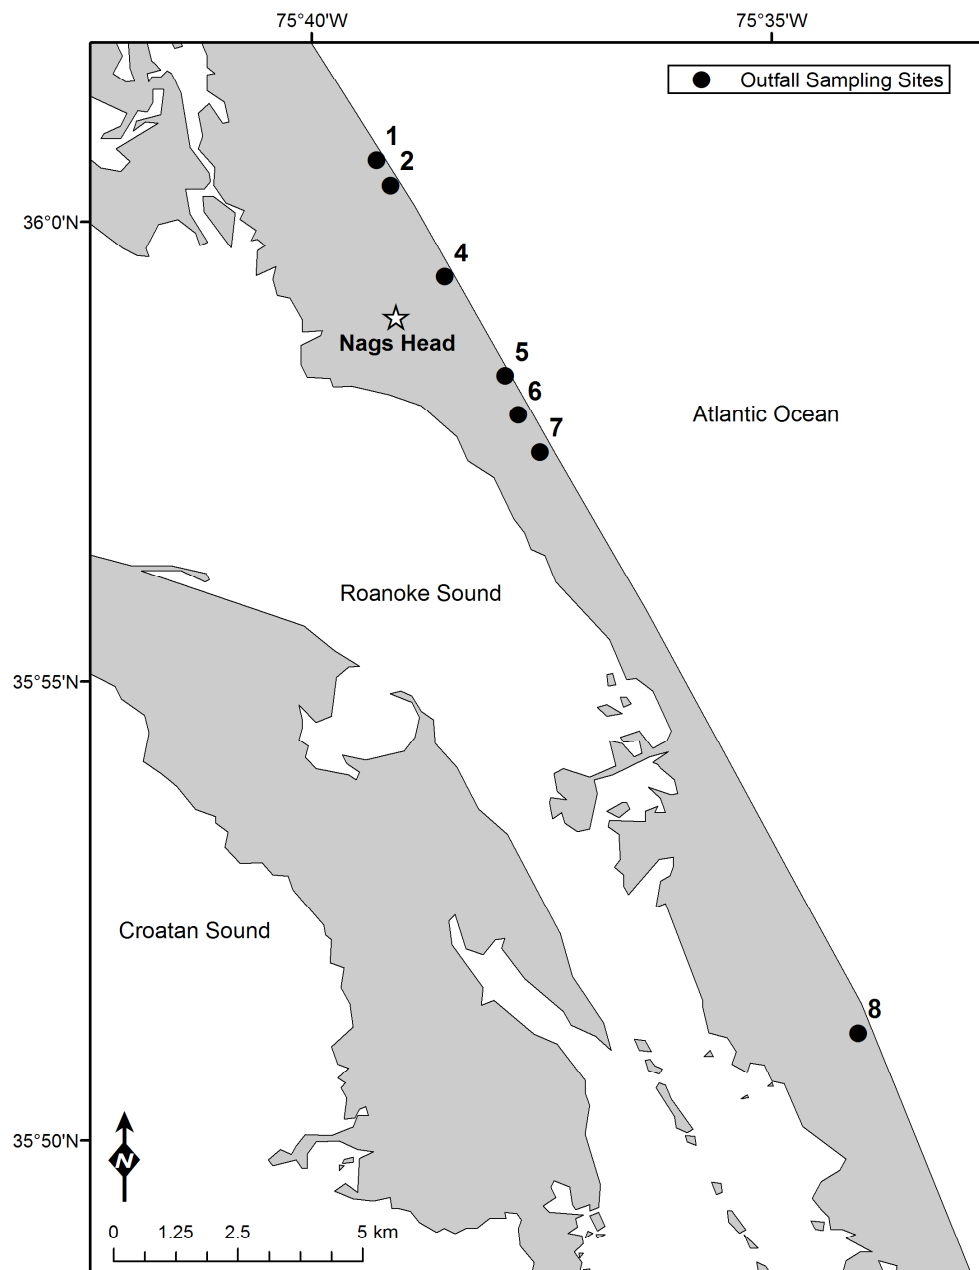 75°40'W
75°35'W
Outfall Sampling Sites
1
2
36°0'N
4
Nags Head
5
6
Atlantic Ocean
7
Roanoke Sound
35°55'N
Croatan Sound
8
35°50'N
N
0 1.25 2.5 5 km